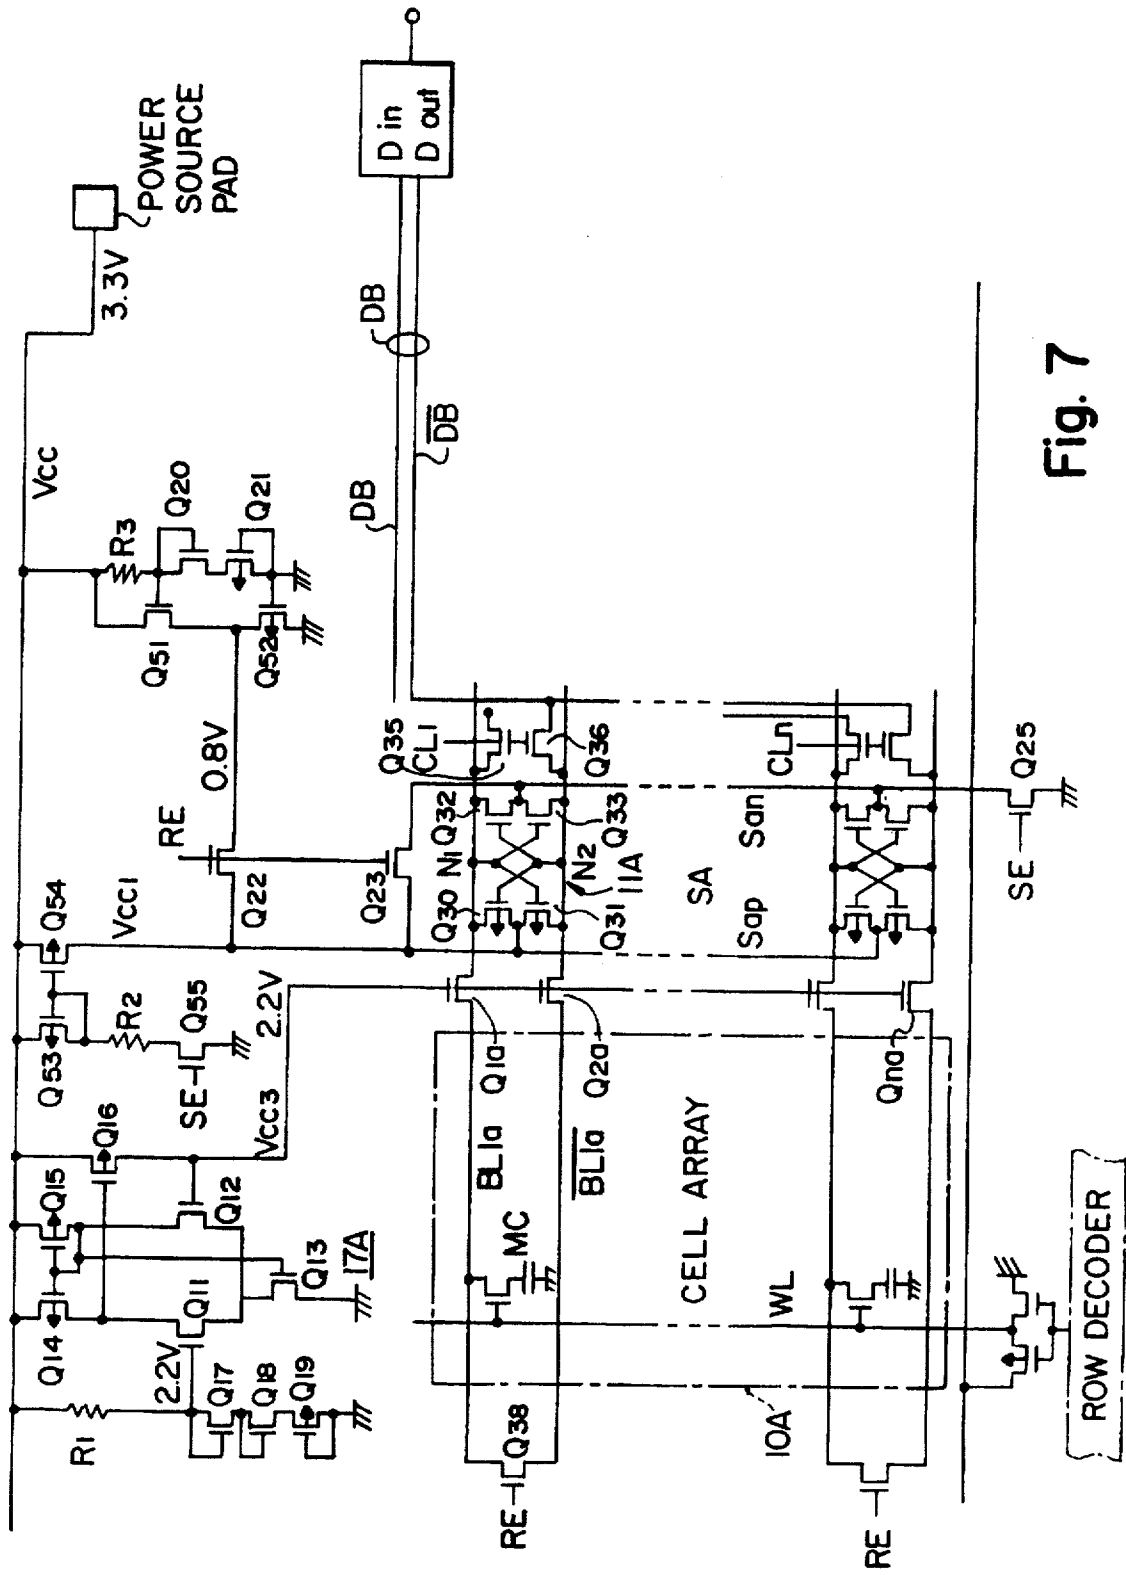 POWER
SOURCE
PAD
3.3V
Vcc
D in
D out
DB
DB
DB
R3
Q20
Q21
Q51
Q52
0.8V
RE
Q22
Q23
Q54
VCC1
Q53
R2
Q55
SE
2.2V
VCC3
Q16
Q15
Q12
Q14
Q11
Q13
17A
2.2V
R1
Q17
Q18
Q19
Q35
CL1
Q36
Q32
Q33
N1
N2
11A
Q30
Q31
CLn
San
SA
Sap
Q25
SE
Q1a
Q2a
Qna
BL1a
BL1a
MC
CELL ARRAY
WL
Q38
RE
10A
RE
ROW DECODER
Fig. 7